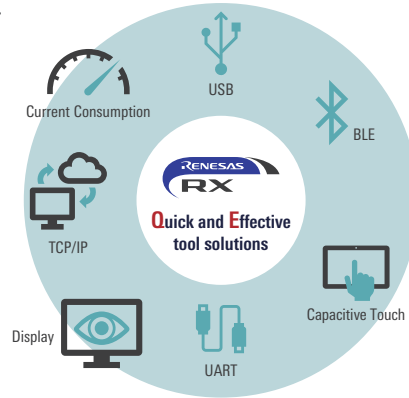 USB
Current Consumption
BLE
RENESAS
RX
Quick and Effective
tool solutions
TCP/IP
Capacitive Touch
Display
UART